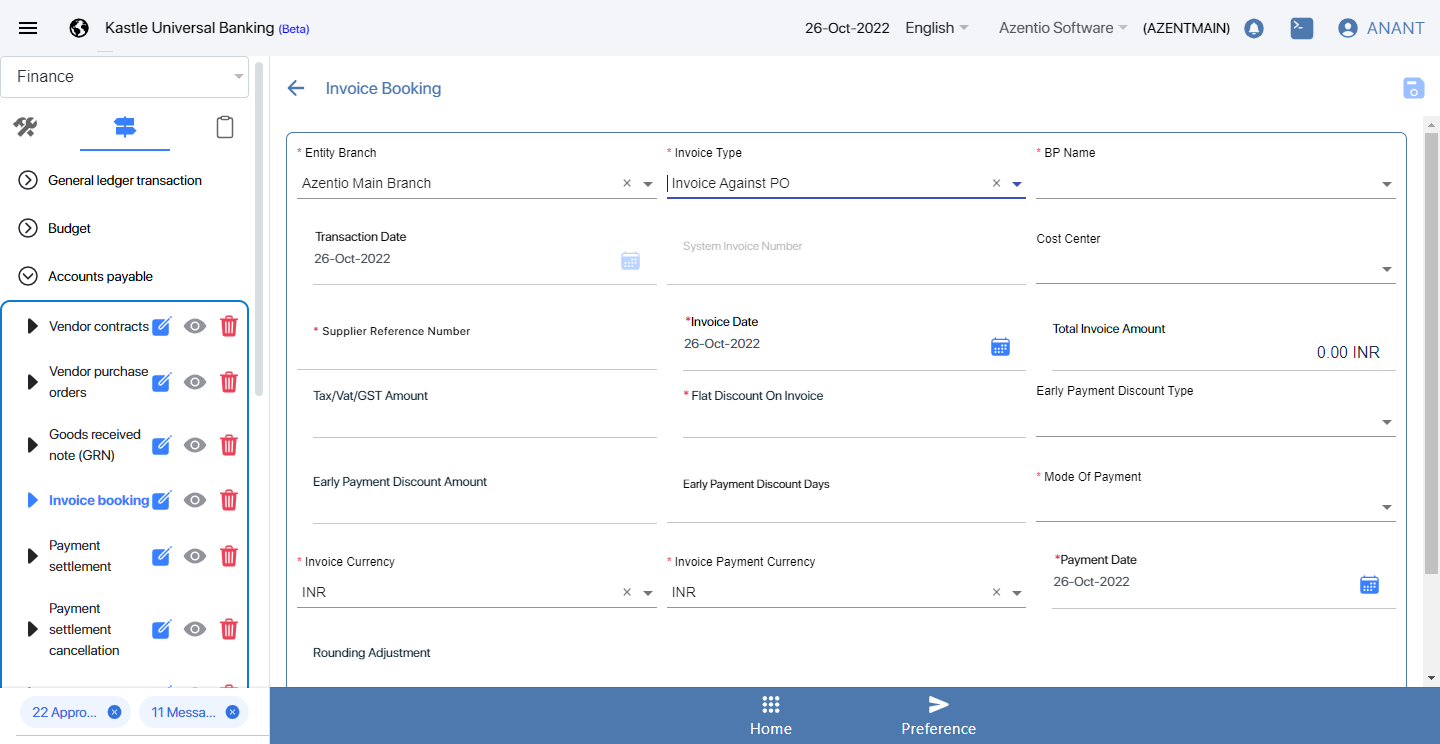 Kastle Universal Banking (Beta)
26-Oct-2022 English Azentio Software (AZENTMAIN) ANANT
Finance
General ledger transaction
Budget
Accounts payable
Vendor contracts
Vendor purchase
orders
Goods received
note (GRN)
Invoice booking
Payment
settlement
Payment
settlement
cancellation
22 Appro... 11 Messa...
Invoice Booking
* Entity Branch
Azentio Main Branch ×
* Invoice Type
Invoice Against PO ×
* BP Name
Transaction Date
26-Oct-2022
System Invoice Number
Cost Center
* Supplier Reference Number
*Invoice Date
26-Oct-2022
Total Invoice Amount
0.00 INR
Tax/Vat/GST Amount
* Flat Discount On Invoice
Early Payment Discount Type
Early Payment Discount Amount
Early Payment Discount Days
* Mode Of Payment
* Invoice Currency
INR ×
* Invoice Payment Currency
INR ×
*Payment Date
26-Oct-2022
Rounding Adjustment
Home Preference